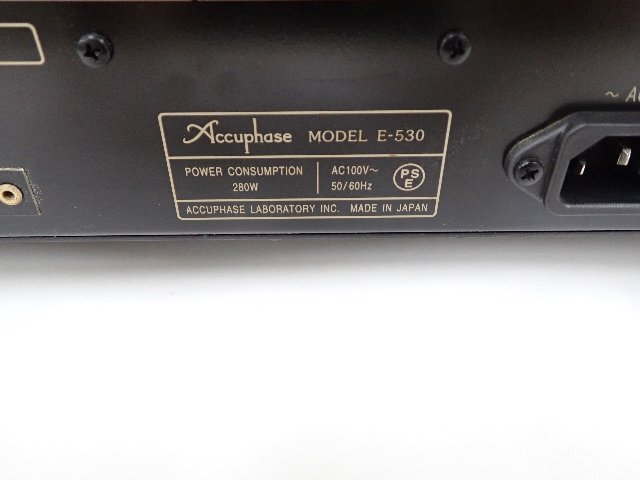 Accuphase MODEL E-530
POWER CONSUMPTION
280W
AC100V~
50/60Hz
PS
E
ACCUPHASE LABORATORY INC. MADE IN JAPAN
~